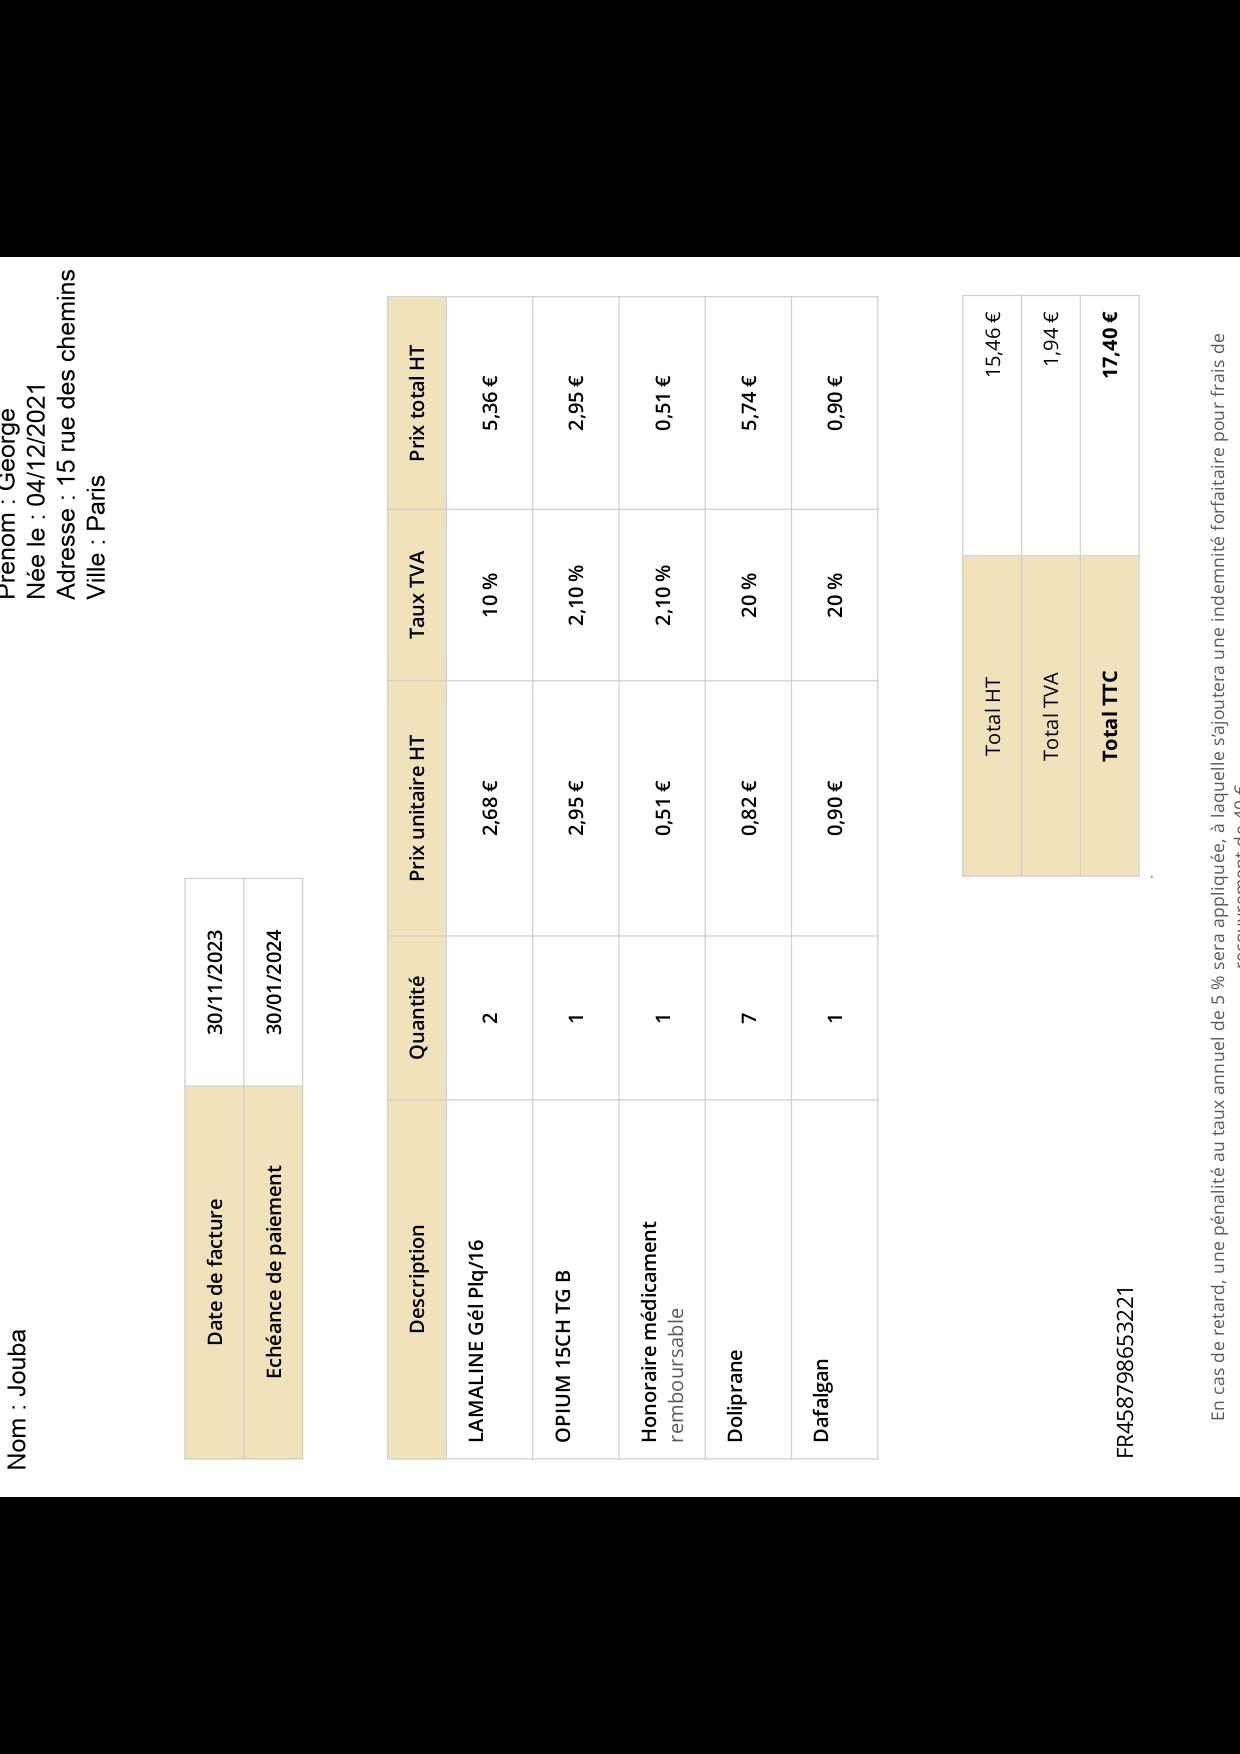 Prenom : George
Nom : Jouba
Née le : 04/12/2021
Adresse : 15 rue des chemins
Ville : Paris
Date de facture 30/11/2023
Echéance de paiement 30/01/2024
Description Quantité Prix unitaire HT Taux TVA Prix total HT
LAMALINE Gél Plq/16 2 2,68 € 10 % 5,36 €
OPIUM 15CH TG B 1 2,95 € 2,10 % 2,95 €
Honoraire médicament 1 0,51 € 2,10 % 0,51 €
remboursable
Doliprane 7 0,82 € 20 % 5,74 €
Dafalgan 1 0,90 € 20 % 0,90 €
Total HT 15,46 €
Total TVA 1,94 €
Total TTC 17,40 €
FR458798653221
En cas de retard, une pénalité au taux annuel de 5 % sera appliquée, à laquelle s'ajoutera une indemnité forfaitaire pour frais de
recouvrement de 40 €